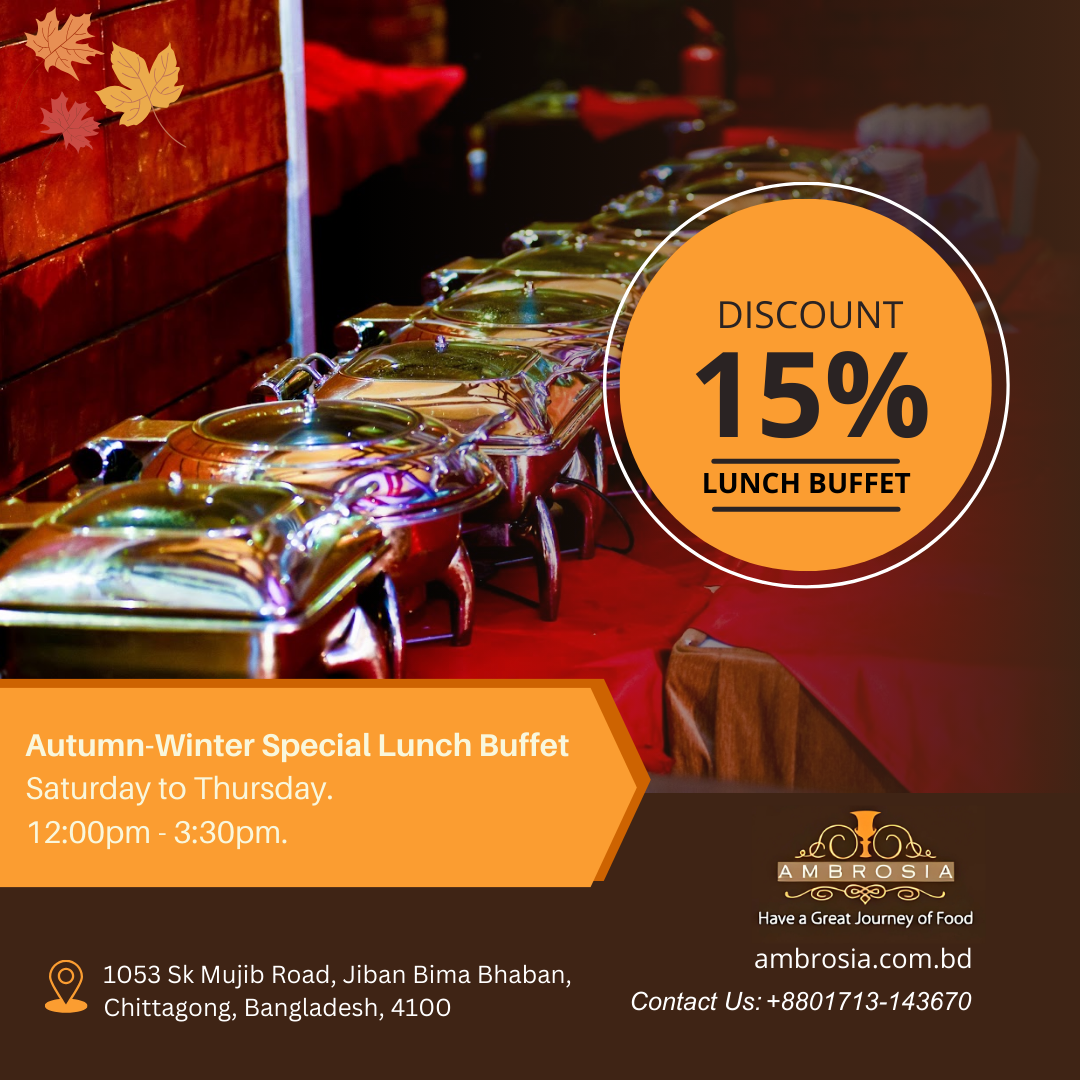 DISCOUNT
15%
LUNCH BUFFET
Autumn-Winter Special Lunch Buffet
Saturday to Thursday.
12:00pm - 3:30pm.
AMBROSIA
Have a Great Journey of Food
ambrosia.com.bd
1053 Sk Mujib Road, Jiban Bima Bhaban,
Chittagong, Bangladesh, 4100
Contact Us: +8801713-143670